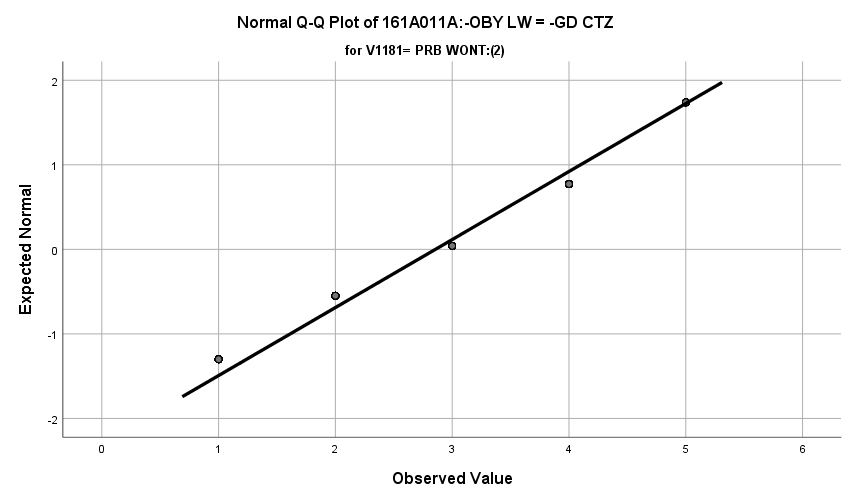 Normal Q-Q Plot of 161A011A:-OBY LW = -GD CTZ
for V1181= PRB WONT:(2)
2
1
0
-1
-2
Expected Normal
0 1 2 3 4 5 6
Observed Value